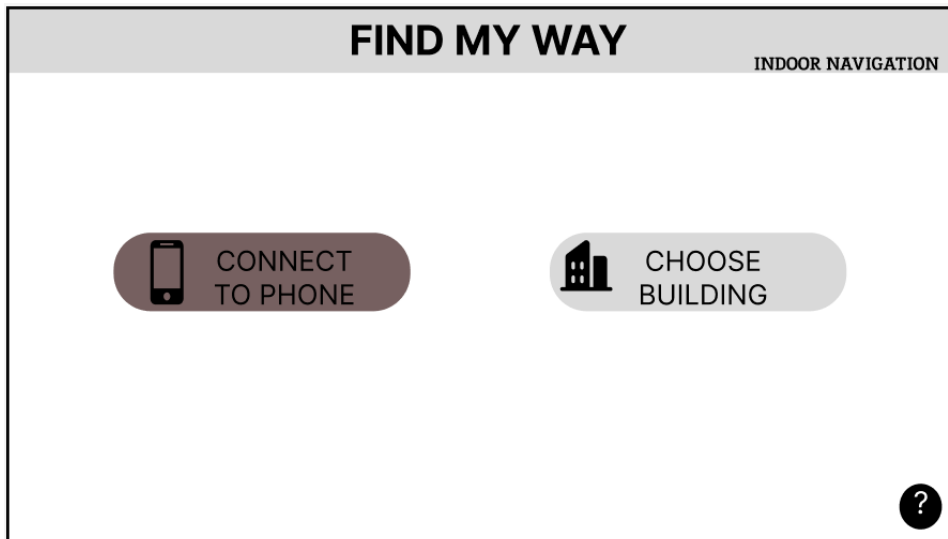 FIND MY WAY
INDOOR NAVIGATION
CONNECT
TO PHONE
CHOOSE
BUILDING
?